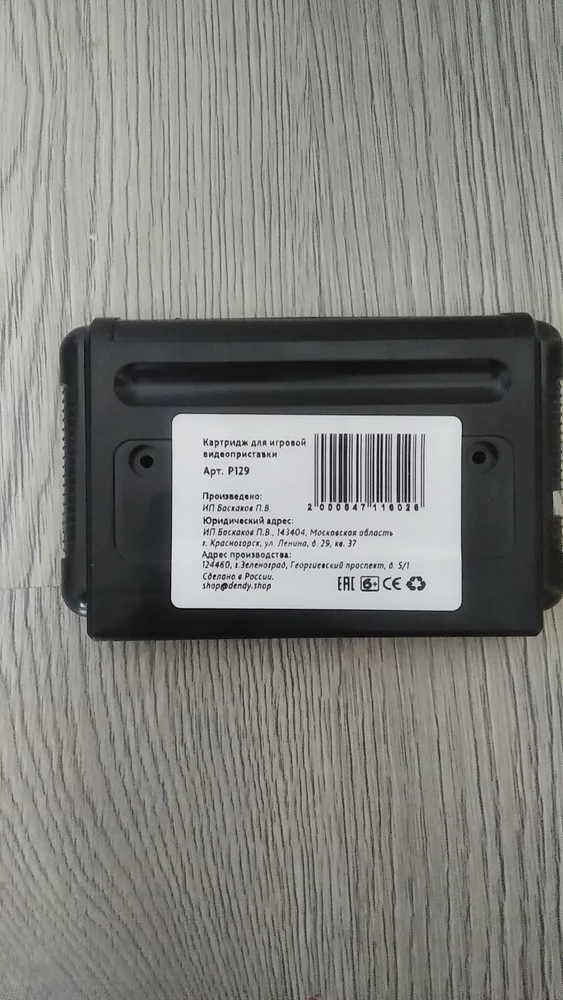 Картридж для игровой
видеоприставки
Арт. P129
Произведено:
ИП Баскаков П.В.
2 000647 116026
Юридический адрес:
ИП Баскаков П.В., 143404, Московская область
г. Красногорск, ул. Ленина, д. 29, кв. 37
Адрес производства:
124460, г.Зеленоград, Георгиевский проспект, д. 5/1
Сделано в России.
shop@dendy.shop
EAC 6+ CE